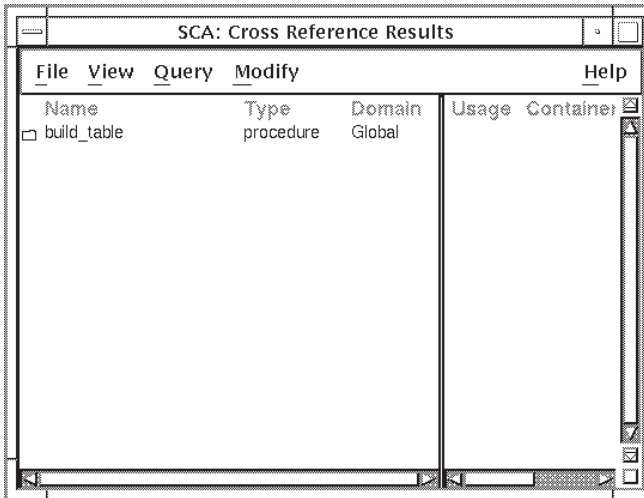 SCA: Cross Reference Results
File View Query Modify Help
Name Type Domain Usage Container
build_table procedure Global